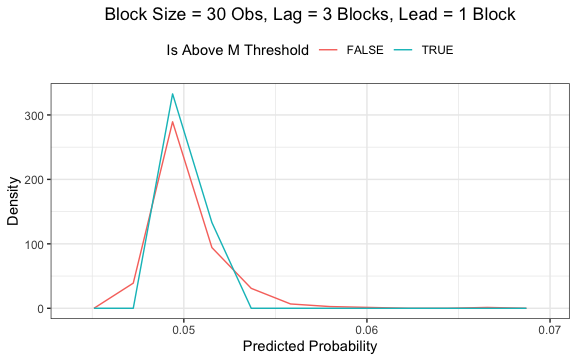 Block Size = 30 Obs, Lag = 3 Blocks, Lead = 1 Block
Is Above M Threshold FALSE TRUE
300
200
100
0
Density
0.05 0.06 0.07
Predicted Probability